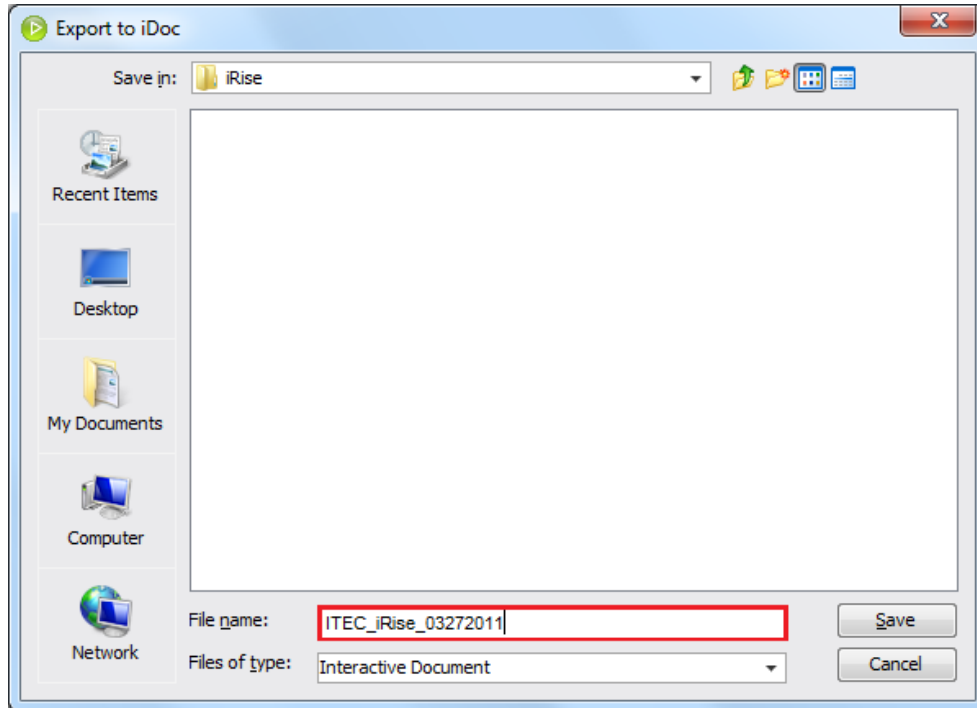 Export to iDoc
Save in: iRise
Recent Items
Desktop
My Documents
Computer
Network
File name: ITEC_iRise_03272011 Save
Files of type: Interactive Document Cancel